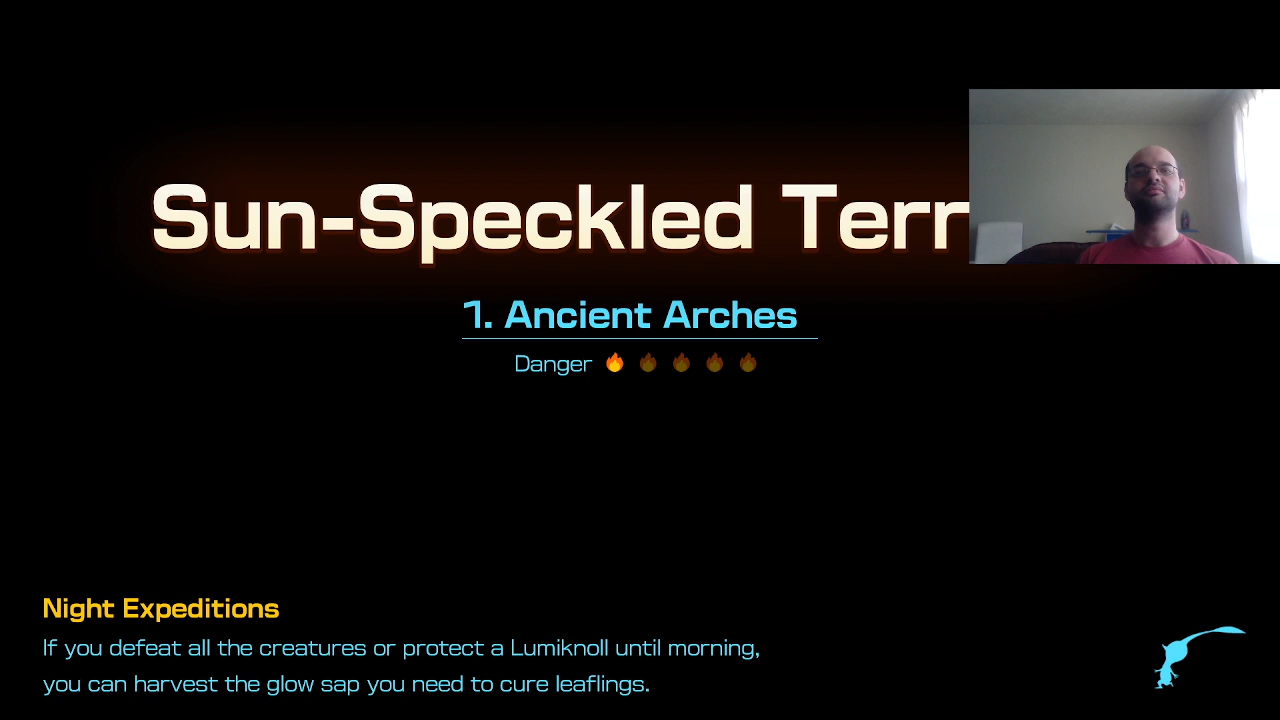 Sun-Speckled Terr
1. Ancient Arches
Danger
Night Expeditions
If you defeat all the creatures or protect a Lumiknoll until morning,
you can harvest the glow sap you need to cure leaflings.